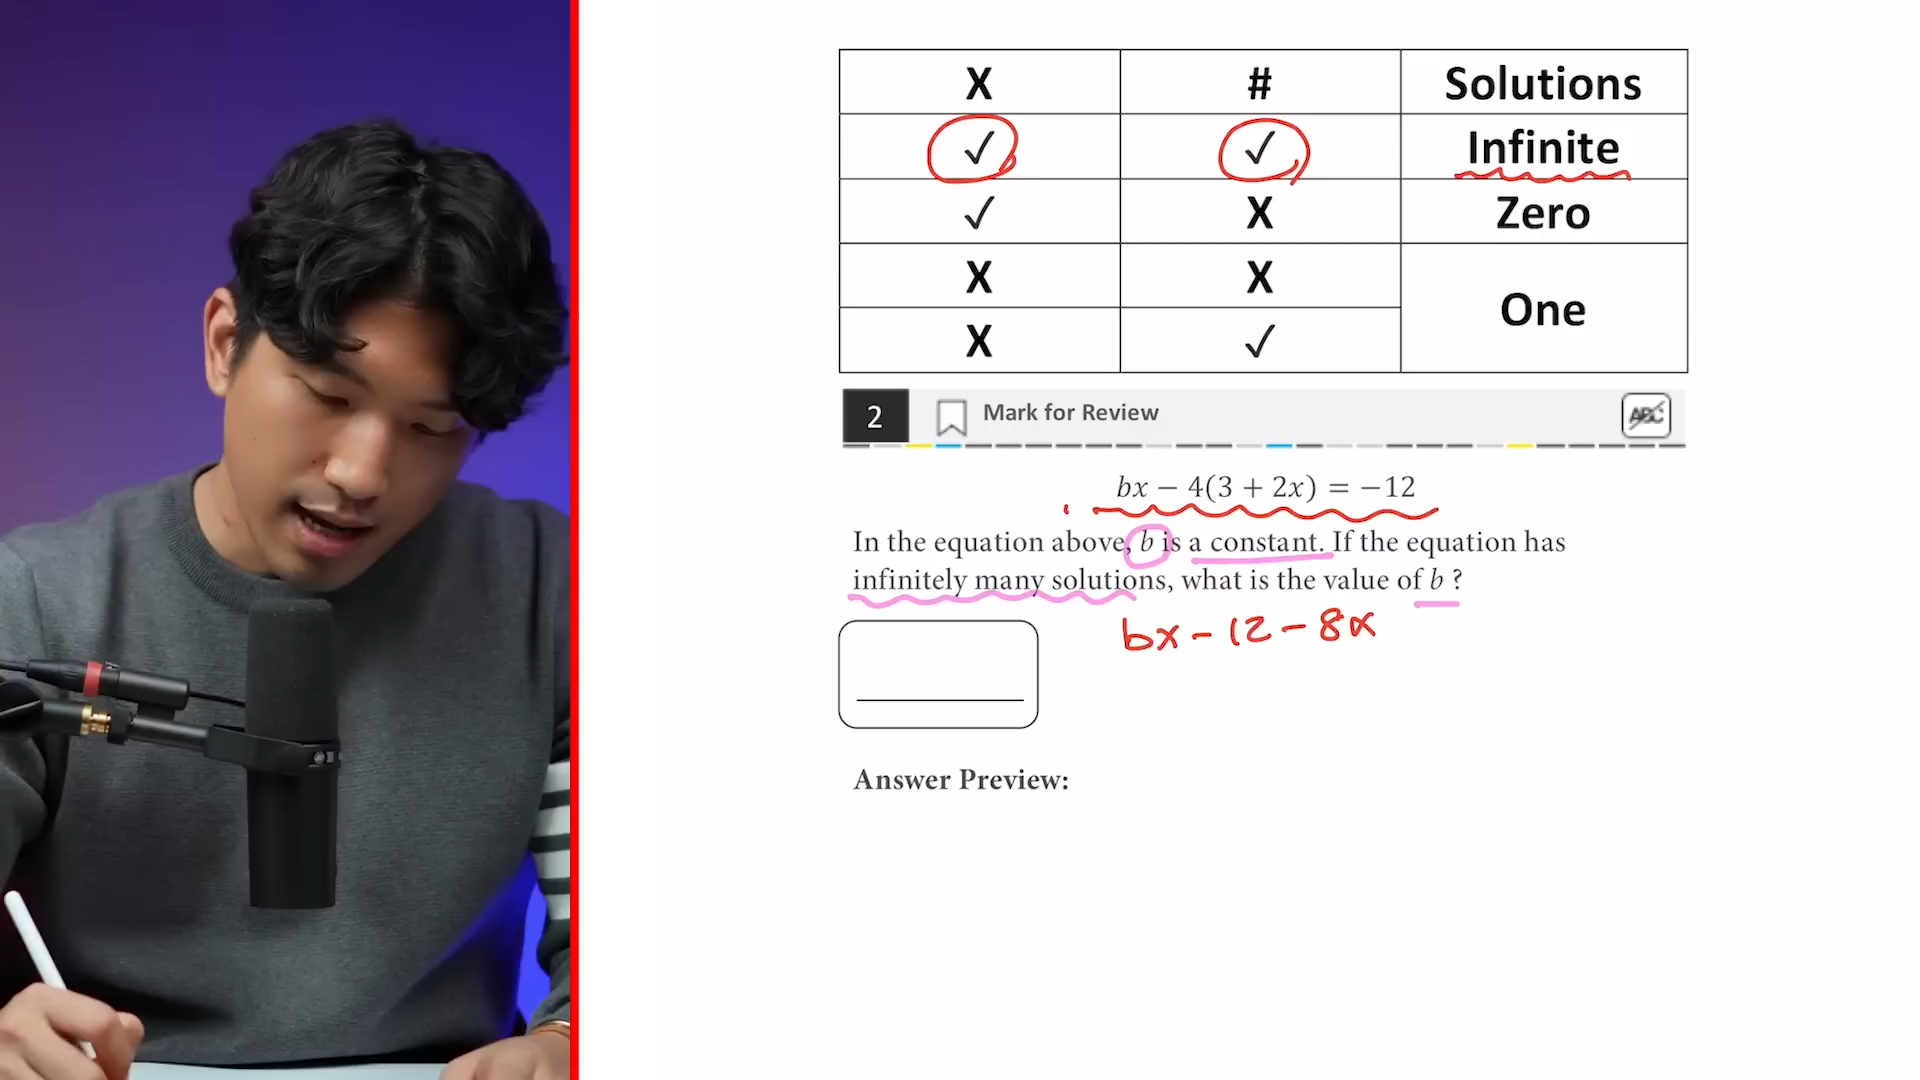 X # Solutions
✓ ✓ Infinite
✓ X Zero
X X One
X ✓
2 Mark for Review ABC
bx − 4(3 + 2x) = −12
In the equation above, b is a constant. If the equation has
infinitely many solutions, what is the value of b ?
bx - 12 - 8x
Answer Preview: